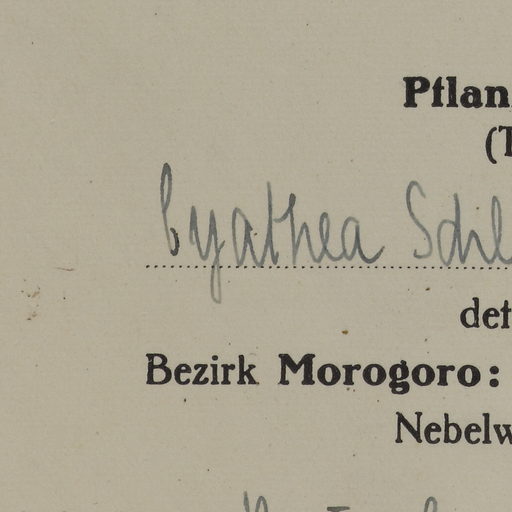 Pflan
(T
Cyathea Schl
det
Bezirk Morogoro:
Nebelw